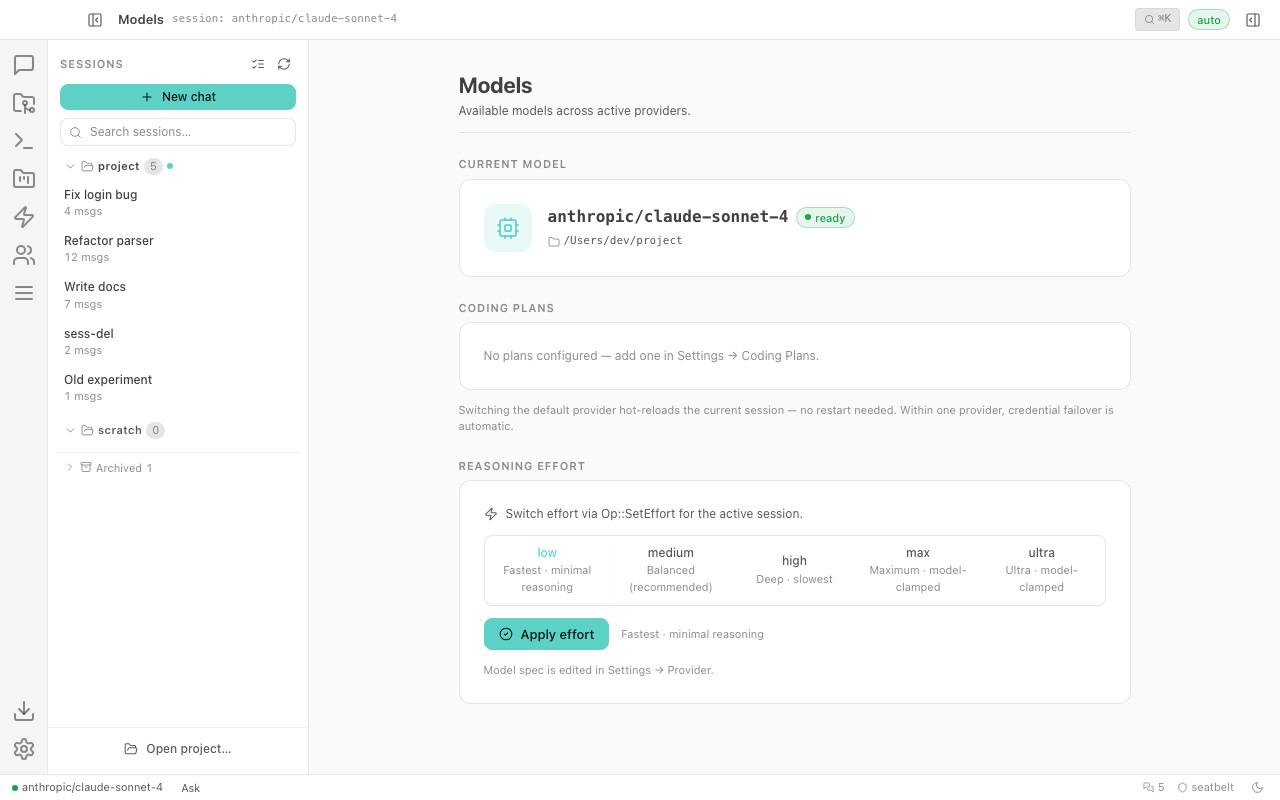 Models session: anthropic/claude-sonnet-4
⌘K
auto
SESSIONS
New chat
Search sessions...
project 5
Fix login bug
4 msgs
Refactor parser
12 msgs
Write docs
7 msgs
sess-del
2 msgs
Old experiment
1 msgs
scratch 0
Archived 1
Open project...
Models
Available models across active providers.
CURRENT MODEL
anthropic/claude-sonnet-4 ready
/Users/dev/project
CODING PLANS
No plans configured — add one in Settings → Coding Plans.
Switching the default provider hot-reloads the current session — no restart needed. Within one provider, credential failover is
automatic.
REASONING EFFORT
Switch effort via Op::SetEffort for the active session.
low
Fastest · minimal
reasoning
medium
Balanced
(recommended)
high
Deep · slowest
max
Maximum · model-
clamped
ultra
Ultra · model-
clamped
Apply effort Fastest · minimal reasoning
Model spec is edited in Settings → Provider.
anthropic/claude-sonnet-4 Ask
5 seatbelt